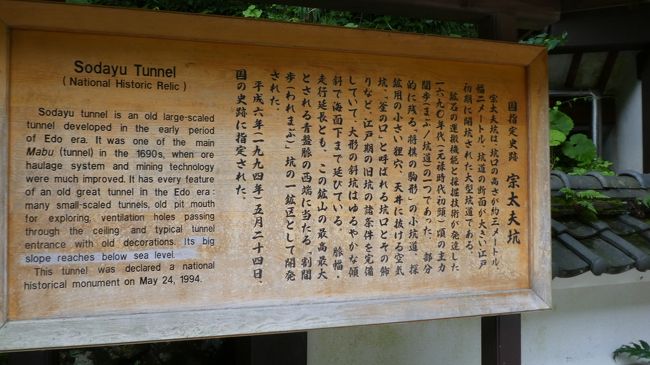 Sodayu Tunnel
( National Historic Relic )
Sodayu tunnel is an old large-scaled
tunnel developed in the early period
of Edo era. It was one of the main
Mabu (tunnel) in the 1690s, when ore
haulage system and mining technology
were much improved. It has every feature
of an old great tunnel in the Edo era :
many small-scaled tunnels, old pit mouth
for exploring, ventilation holes passing
through the ceiling and typical tunnel
entrance with old decorations. Its big
slope reaches below sea level.
This tunnel was declared a national
historical monument on May 24, 1994.
国指定史跡 宗太夫坑
宗太夫坑は、坑口の高さが約三メートル、
幅二メートル、坑道の断面が大きい江戸
初期に開坑された大型坑道である。
鉱石の運搬機能と採掘技術が発達した
一六九〇年代(元禄時代初頭)頃の主力
間歩(まぶ/坑道)の一つであった。部分
的に残る、将棋の駒形の小坑道、探
鉱用の小さい狸穴、天井に抜ける空気
坑、「釜の口」と呼ばれる坑口とその飾
りなど、江戸期の旧坑の諸条件を完備
していて、大形の斜坑はゆるやかな傾
斜で海面下まで延びている。脈幅・
走行延長とも、この鉱山の最高最大
とされる青盤脈の西端に当たる、割間
歩(われまぶ)坑の一鉱区として開発
された。
平成六年(一九九四年)五月二十四日、
国の史跡に指定された。